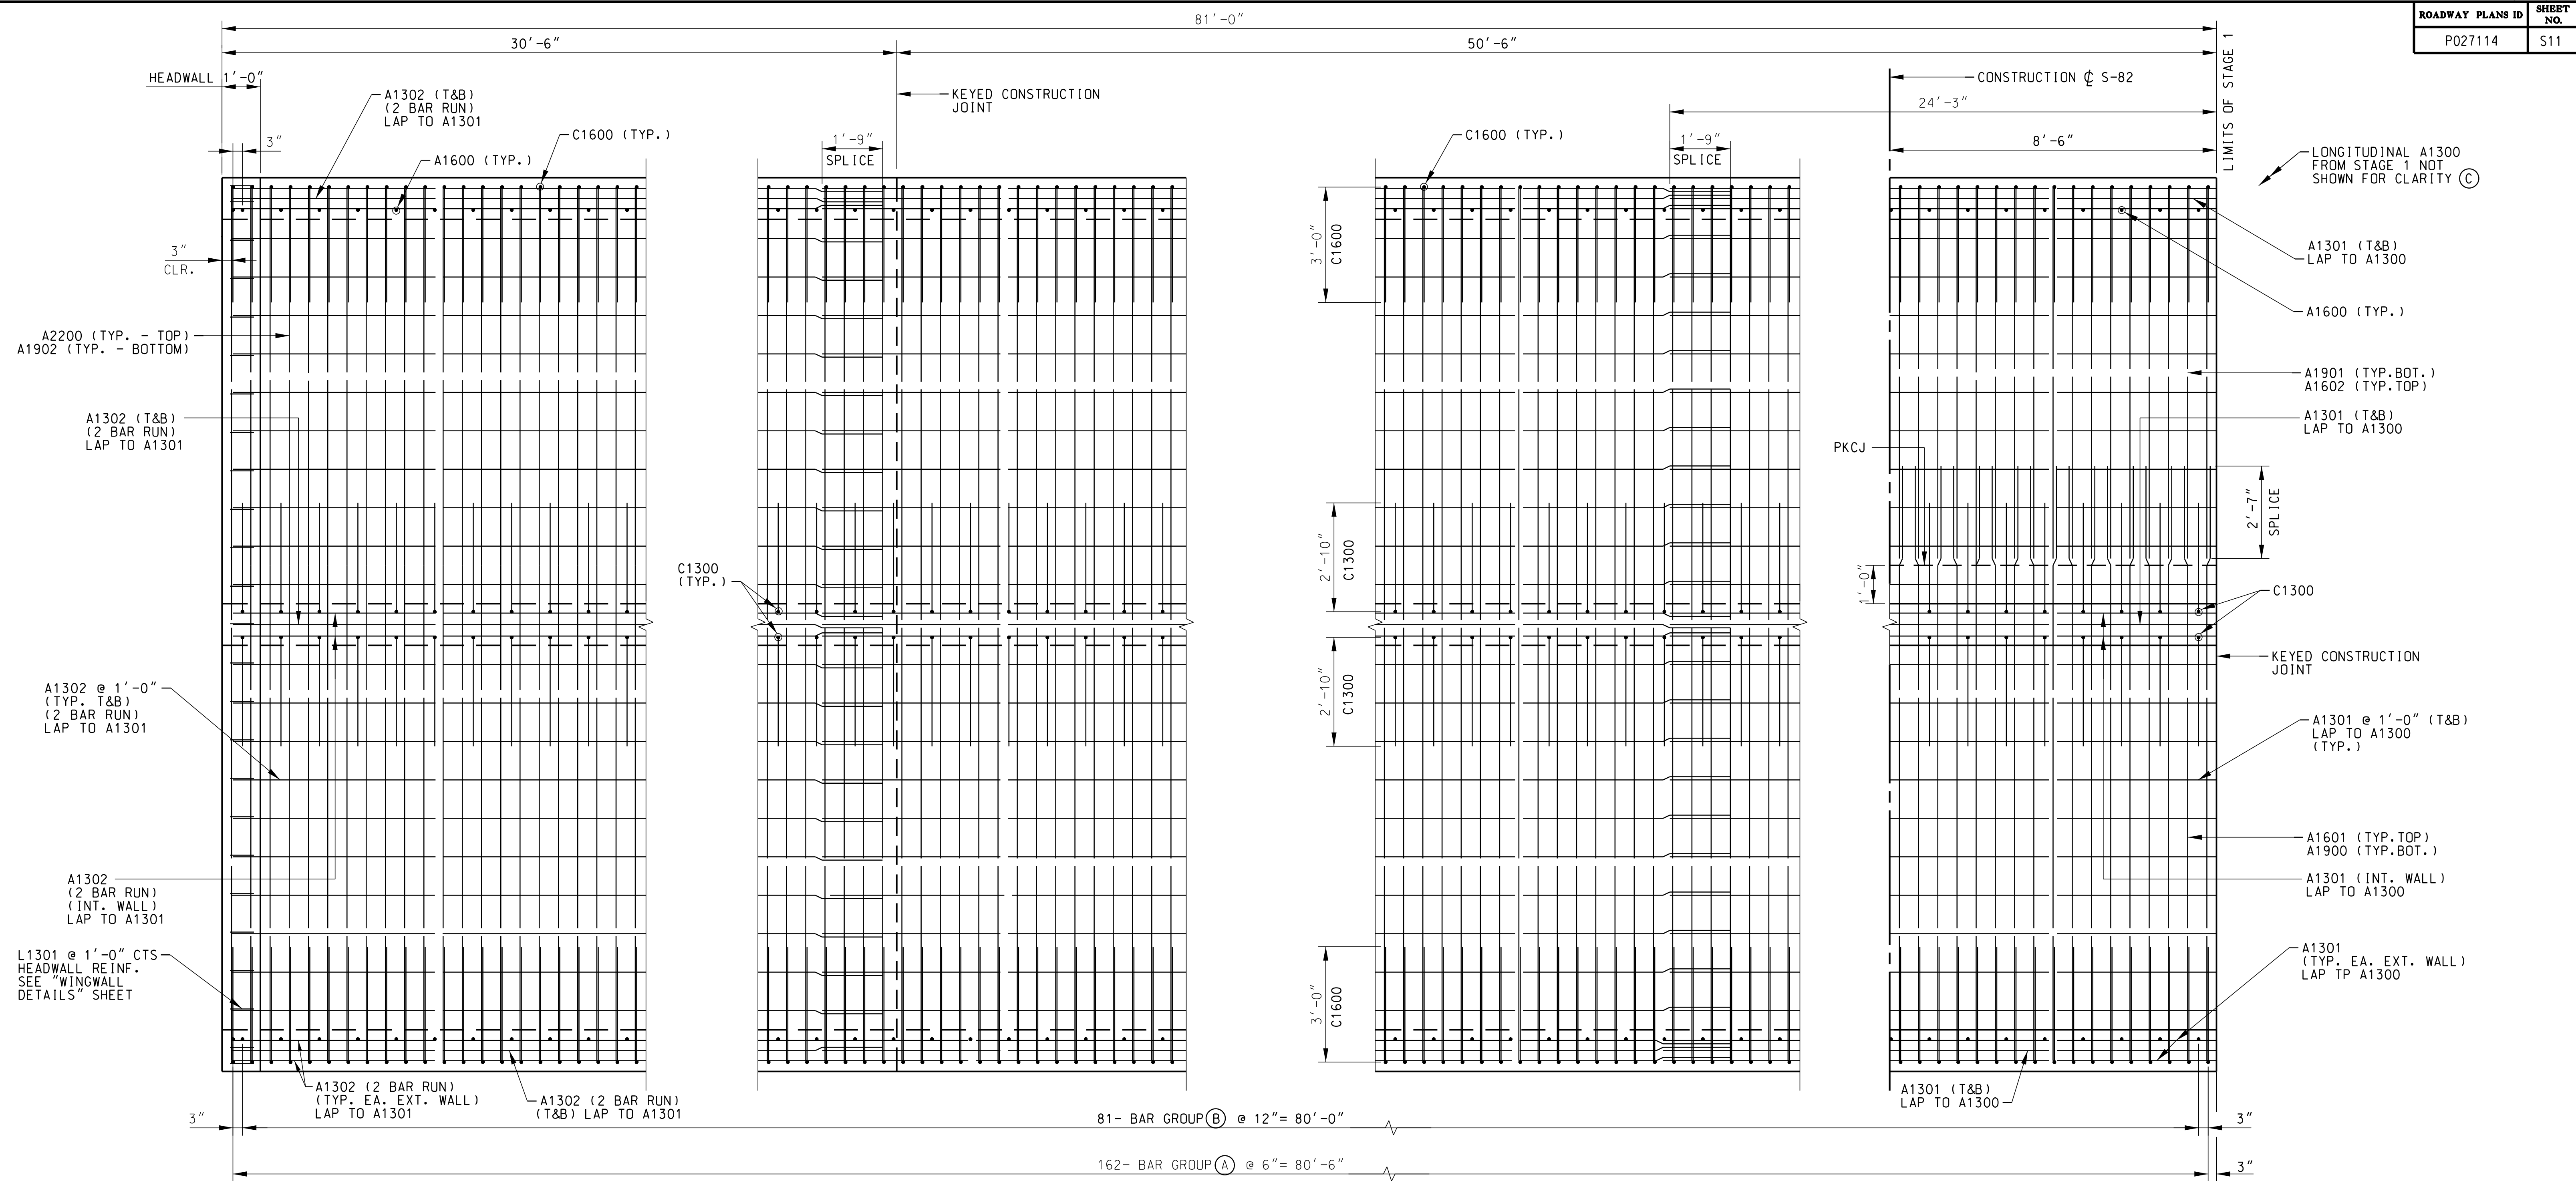 ROADWAY PLANS ID
SHEET
NO.
P027114
S11
81'-0"
30'-6"
50'-6"
HEADWALL 1'-0"
KEYED CONSTRUCTION
JOINT
CONSTRUCTION ℄ S-82
LIMITS OF STAGE 1
24'-3"
8'-6"
A1302 (T&B)
(2 BAR RUN)
LAP TO A1301
3"
A1600 (TYP.)
C1600 (TYP.)
1'-9"
SPLICE
C1600 (TYP.)
1'-9"
SPLICE
LONGITUDINAL A1300
FROM STAGE 1 NOT
SHOWN FOR CLARITY Ⓒ
3"
CLR.
3'-0"
C1600
A1301 (T&B)
LAP TO A1300
A1600 (TYP.)
A2200 (TYP. - TOP)
A1902 (TYP. - BOTTOM)
A1901 (TYP.BOT.)
A1602 (TYP.TOP)
A1302 (T&B)
(2 BAR RUN)
LAP TO A1301
A1301 (T&B)
LAP TO A1300
PKCJ
2'-7"
SPLICE
C1300
(TYP.)
2'-10"
C1300
1'-0"
C1300
2'-10"
C1300
KEYED CONSTRUCTION
JOINT
A1302 @ 1'-0"
(TYP. T&B)
(2 BAR RUN)
LAP TO A1301
A1301 @ 1'-0" (T&B)
LAP TO A1300
(TYP.)
A1601 (TYP.TOP)
A1900 (TYP.BOT.)
A1302
(2 BAR RUN)
(INT. WALL)
LAP TO A1301
A1301 (INT. WALL)
LAP TO A1300
L1301 @ 1'-0" CTS
HEADWALL REINF.
SEE "WINGWALL
DETAILS" SHEET
3'-0"
C1600
A1301
(TYP. EA. EXT. WALL)
LAP TP A1300
A1302 (2 BAR RUN)
(TYP. EA. EXT. WALL)
LAP TO A1301
A1302 (2 BAR RUN)
(T&B) LAP TO A1301
A1301 (T&B)
LAP TO A1300
3"
81- BAR GROUP Ⓑ @ 12"= 80'-0"
3"
162- BAR GROUP Ⓐ @ 6"= 80'-6"
3"